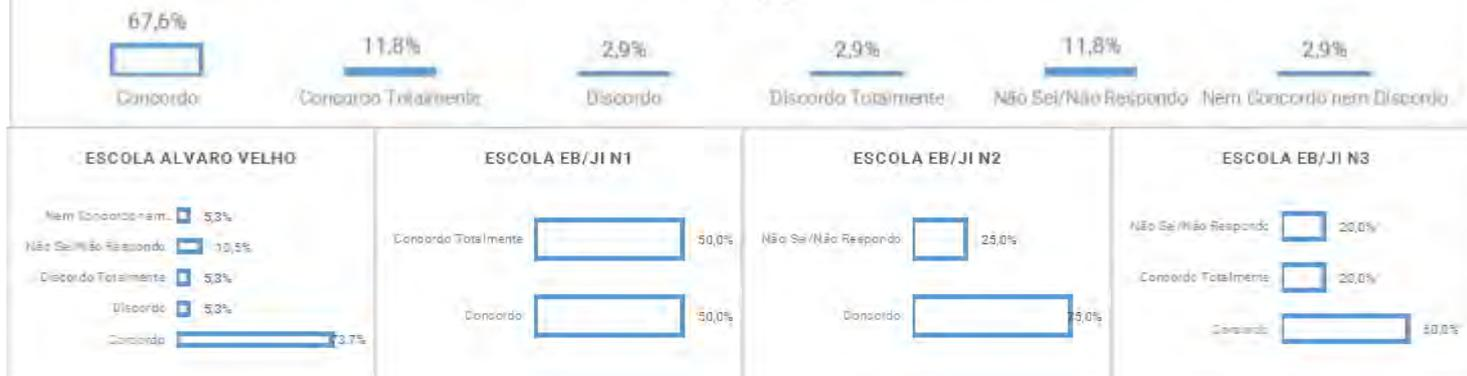 67,6%
11,8%
2,9%
2,9%
11,8%
2,9%
Concordo
Concordo Totalmente
Discordo
Discordo Totalmente
Não Sei/Não Respondo
Nem Concordo nem Discordo
ESCOLA ALVARO VELHO
Nem Concordo nem...
5,3%
Não Sei/Não Respondo
10,5%
Discordo Totalmente
5,3%
Discordo
5,3%
Concordo
73,7%
ESCOLA EB/JI N1
Concordo Totalmente
50,0%
Concordo
50,0%
ESCOLA EB/JI N2
Não Sei/Não Respondo
25,0%
Concordo
75,0%
ESCOLA EB/JI N3
Não Sei/Não Respondo
20,0%
Concordo Totalmente
20,0%
Concordo